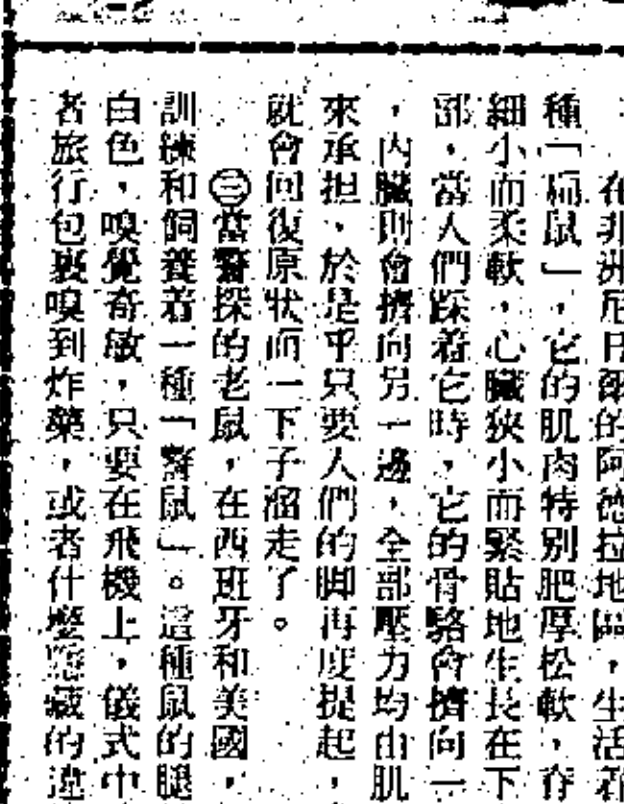 在非洲尼日爾的阿德拉地區，生活着
種「扁鼠」，它的肌肉特別肥厚松軟，脊
細小而柔軟，心臟狹小而緊貼地生長在下
部，當人們踩着它時，它的骨骼會擠向一
，內臟則會擠向另一邊，全部壓力均由肌
來承担，於是乎只要人們的脚再度提起，
就會回復原狀而一下子溜走了。
㊂當警探的老鼠，在西班牙和美國，
訓練和飼養着一種「警鼠」。這種鼠的腿
白色，嗅覺奇敏，只要在飛機上，儀式中
者旅行包裹嗅到炸藥，或者什麼隱藏的違